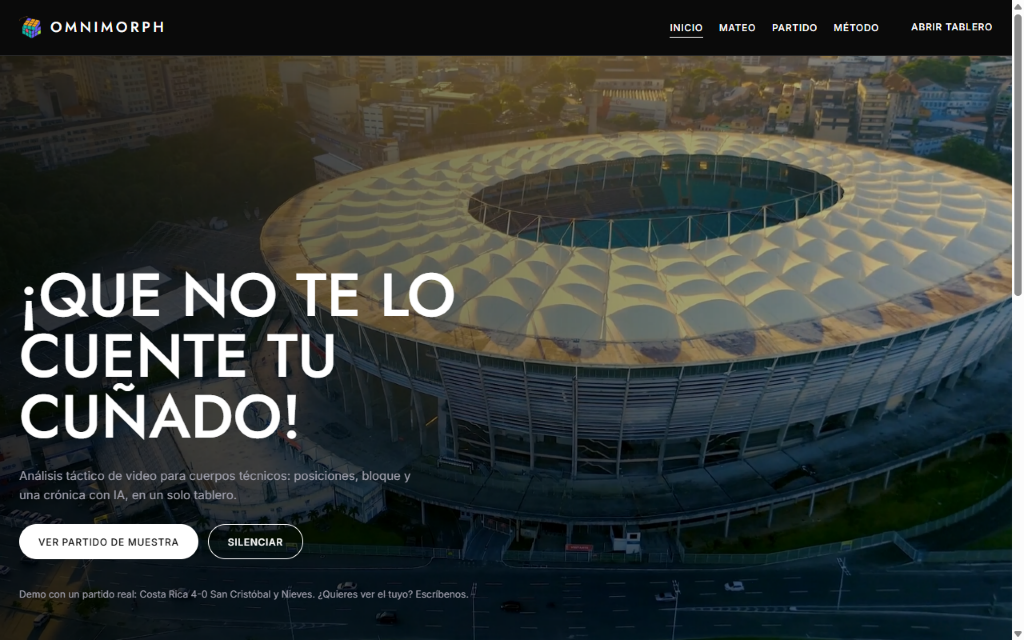 OMNIMORPH
INICIO MATEO PARTIDO MÉTODO ABRIR TABLERO
¡QUE NO TE LO
CUENTE TU
CUÑADO!
Análisis táctico de video para cuerpos técnicos: posiciones, bloque y
una crónica con IA, en un solo tablero.
VER PARTIDO DE MUESTRA SILENCIAR
Demo con un partido real: Costa Rica 4-0 San Cristóbal y Nieves. ¿Quieres ver el tuyo? Escríbenos.